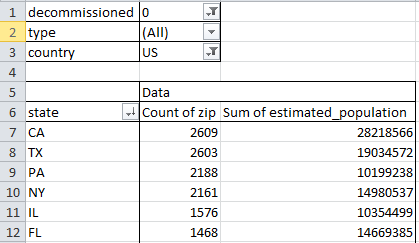 1 decommissioned 0
2 type (All)
3 country US
4
5 Data
6 state Count of zip Sum of estimated_population
7 CA 2609 28218566
8 TX 2603 19034572
9 PA 2188 10199238
10 NY 2161 14980537
11 IL 1576 10354499
12 FL 1468 14669385